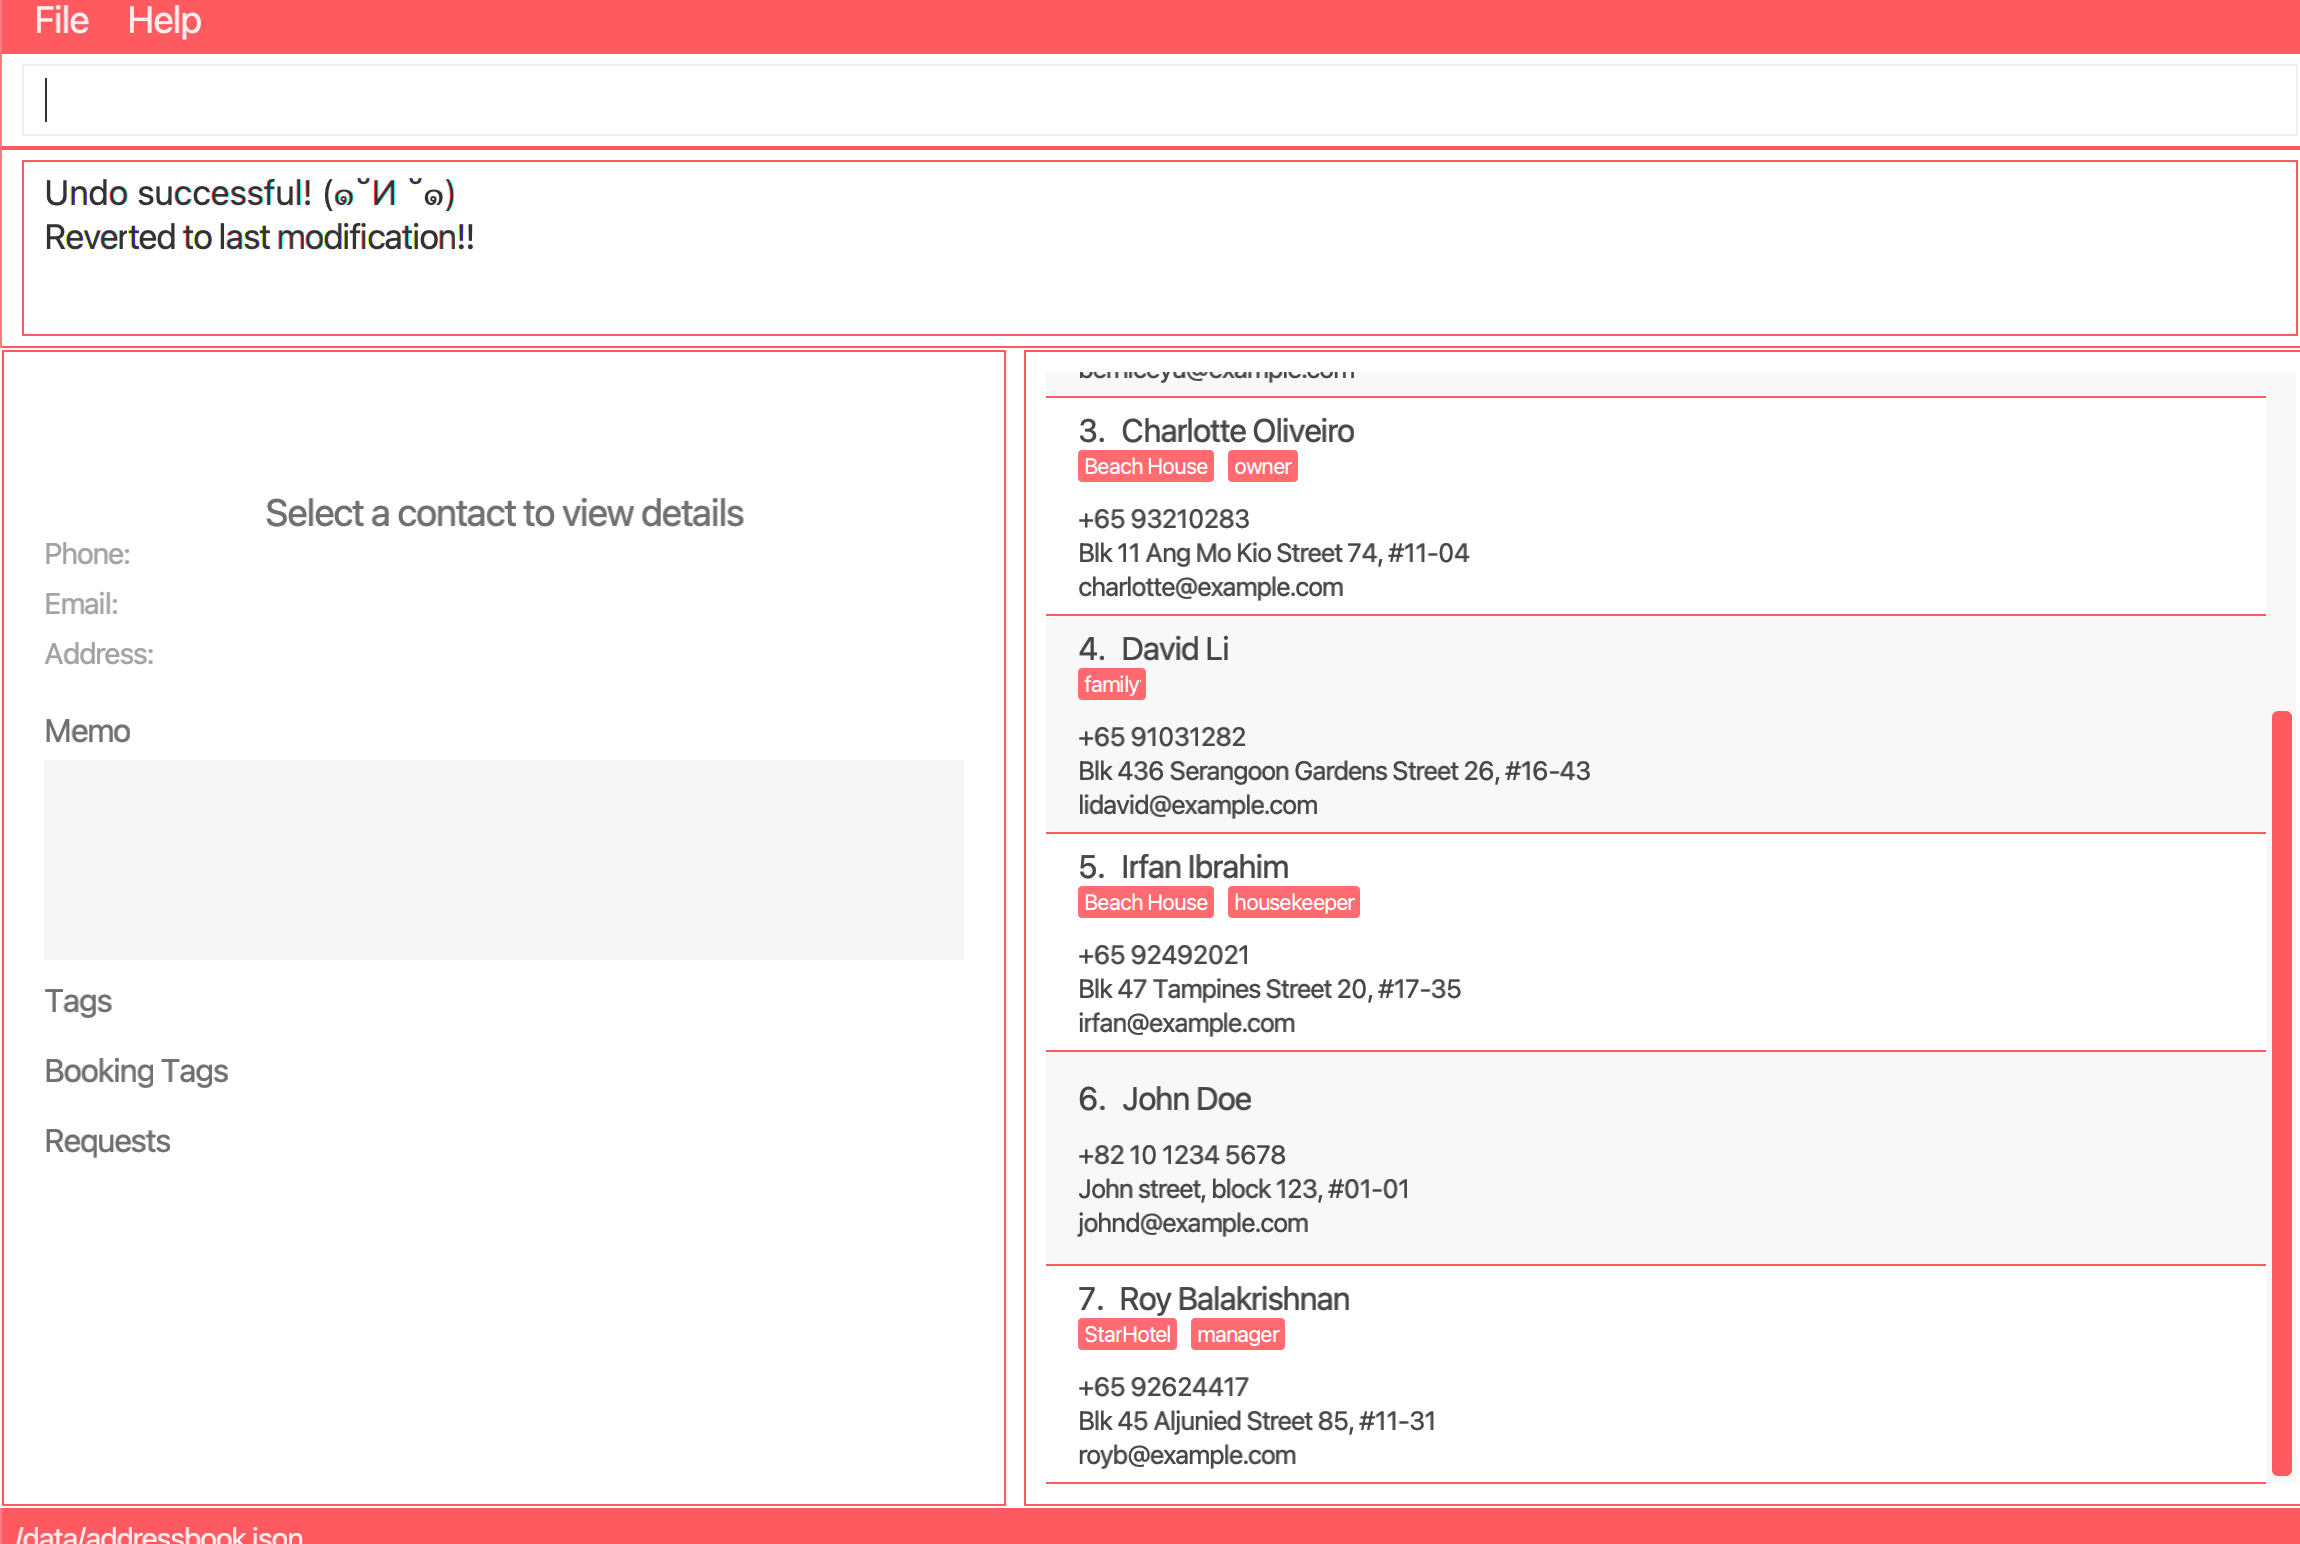 File Help
Undo successful! (๑˘И ˘๑)
Reverted to last modification!!
Select a contact to view details
Phone:
Email:
Address:
Memo
Tags
Booking Tags
Requests
berniceyu@example.com
3. Charlotte Oliveiro
Beach House owner
+65 93210283
Blk 11 Ang Mo Kio Street 74, #11-04
charlotte@example.com
4. David Li
family
+65 91031282
Blk 436 Serangoon Gardens Street 26, #16-43
lidavid@example.com
5. Irfan Ibrahim
Beach House housekeeper
+65 92492021
Blk 47 Tampines Street 20, #17-35
irfan@example.com
6. John Doe
+82 10 1234 5678
John street, block 123, #01-01
johnd@example.com
7. Roy Balakrishnan
StarHotel manager
+65 92624417
Blk 45 Aljunied Street 85, #11-31
royb@example.com
/data/addressbook.json